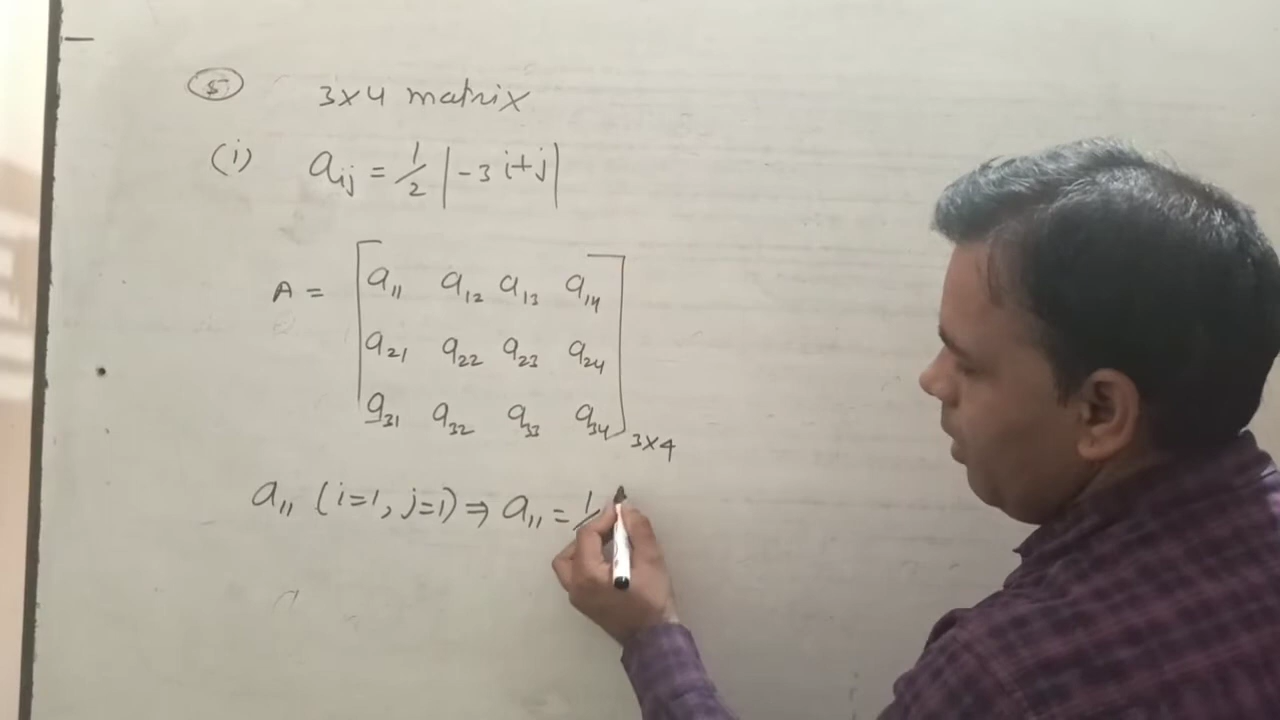 5 3x4 matrix
(i) aij = 1/2 |-3i+j|
A = [a11 a12 a13 a14
a21 a22 a23 a24
a31 a32 a33 a34] 3x4
a11 (i=1, j=1) ⇒ a11 = 1/